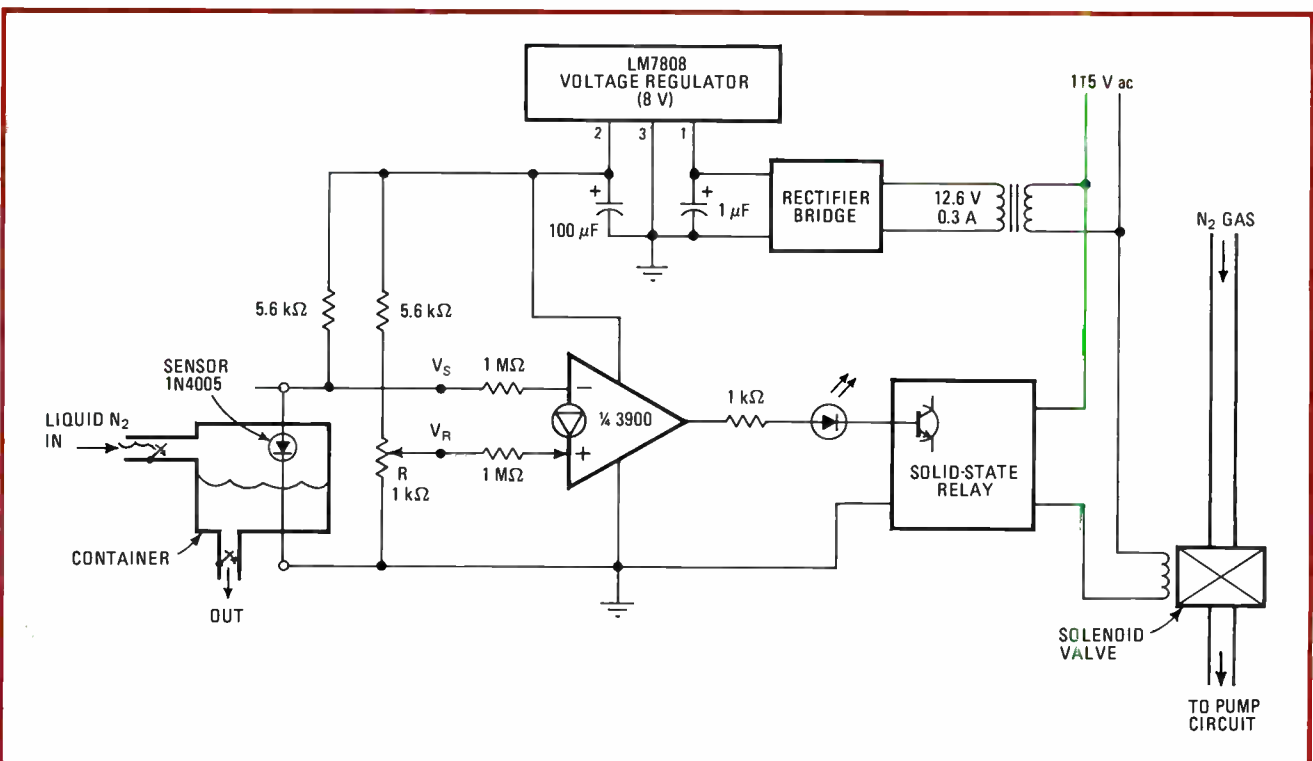 LM7808
VOLTAGE REGULATOR
(8 V)
2
3
1
115 V ac
+
100 μF
+
1 μF
RECTIFIER
BRIDGE
12.6 V
0.3 A
N₂ GAS
5.6 kΩ
5.6 kΩ
SENSOR
1N4005
LIQUID N₂
IN
V_S
1 MΩ
−
V_R
1 MΩ
+
¼ 3900
R
1 kΩ
1 kΩ
SOLID-STATE
RELAY
CONTAINER
OUT
SOLENOID
VALVE
TO PUMP
CIRCUIT